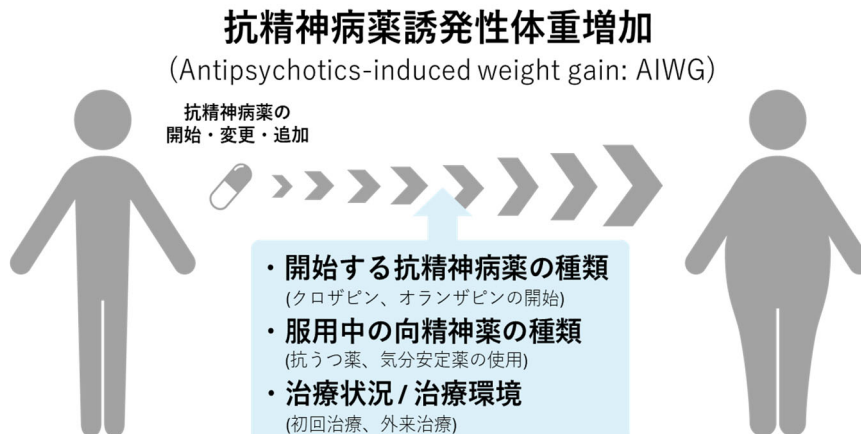 抗精神病薬誘発性体重増加
（Antipsychotics-induced weight gain: AIWG）
抗精神病薬の
開始・変更・追加
・開始する抗精神病薬の種類
(クロザピン、オランザピンの開始)
・服用中の向精神薬の種類
(抗うつ薬、気分安定薬の使用)
・治療状況 / 治療環境
(初回治療、外来治療)